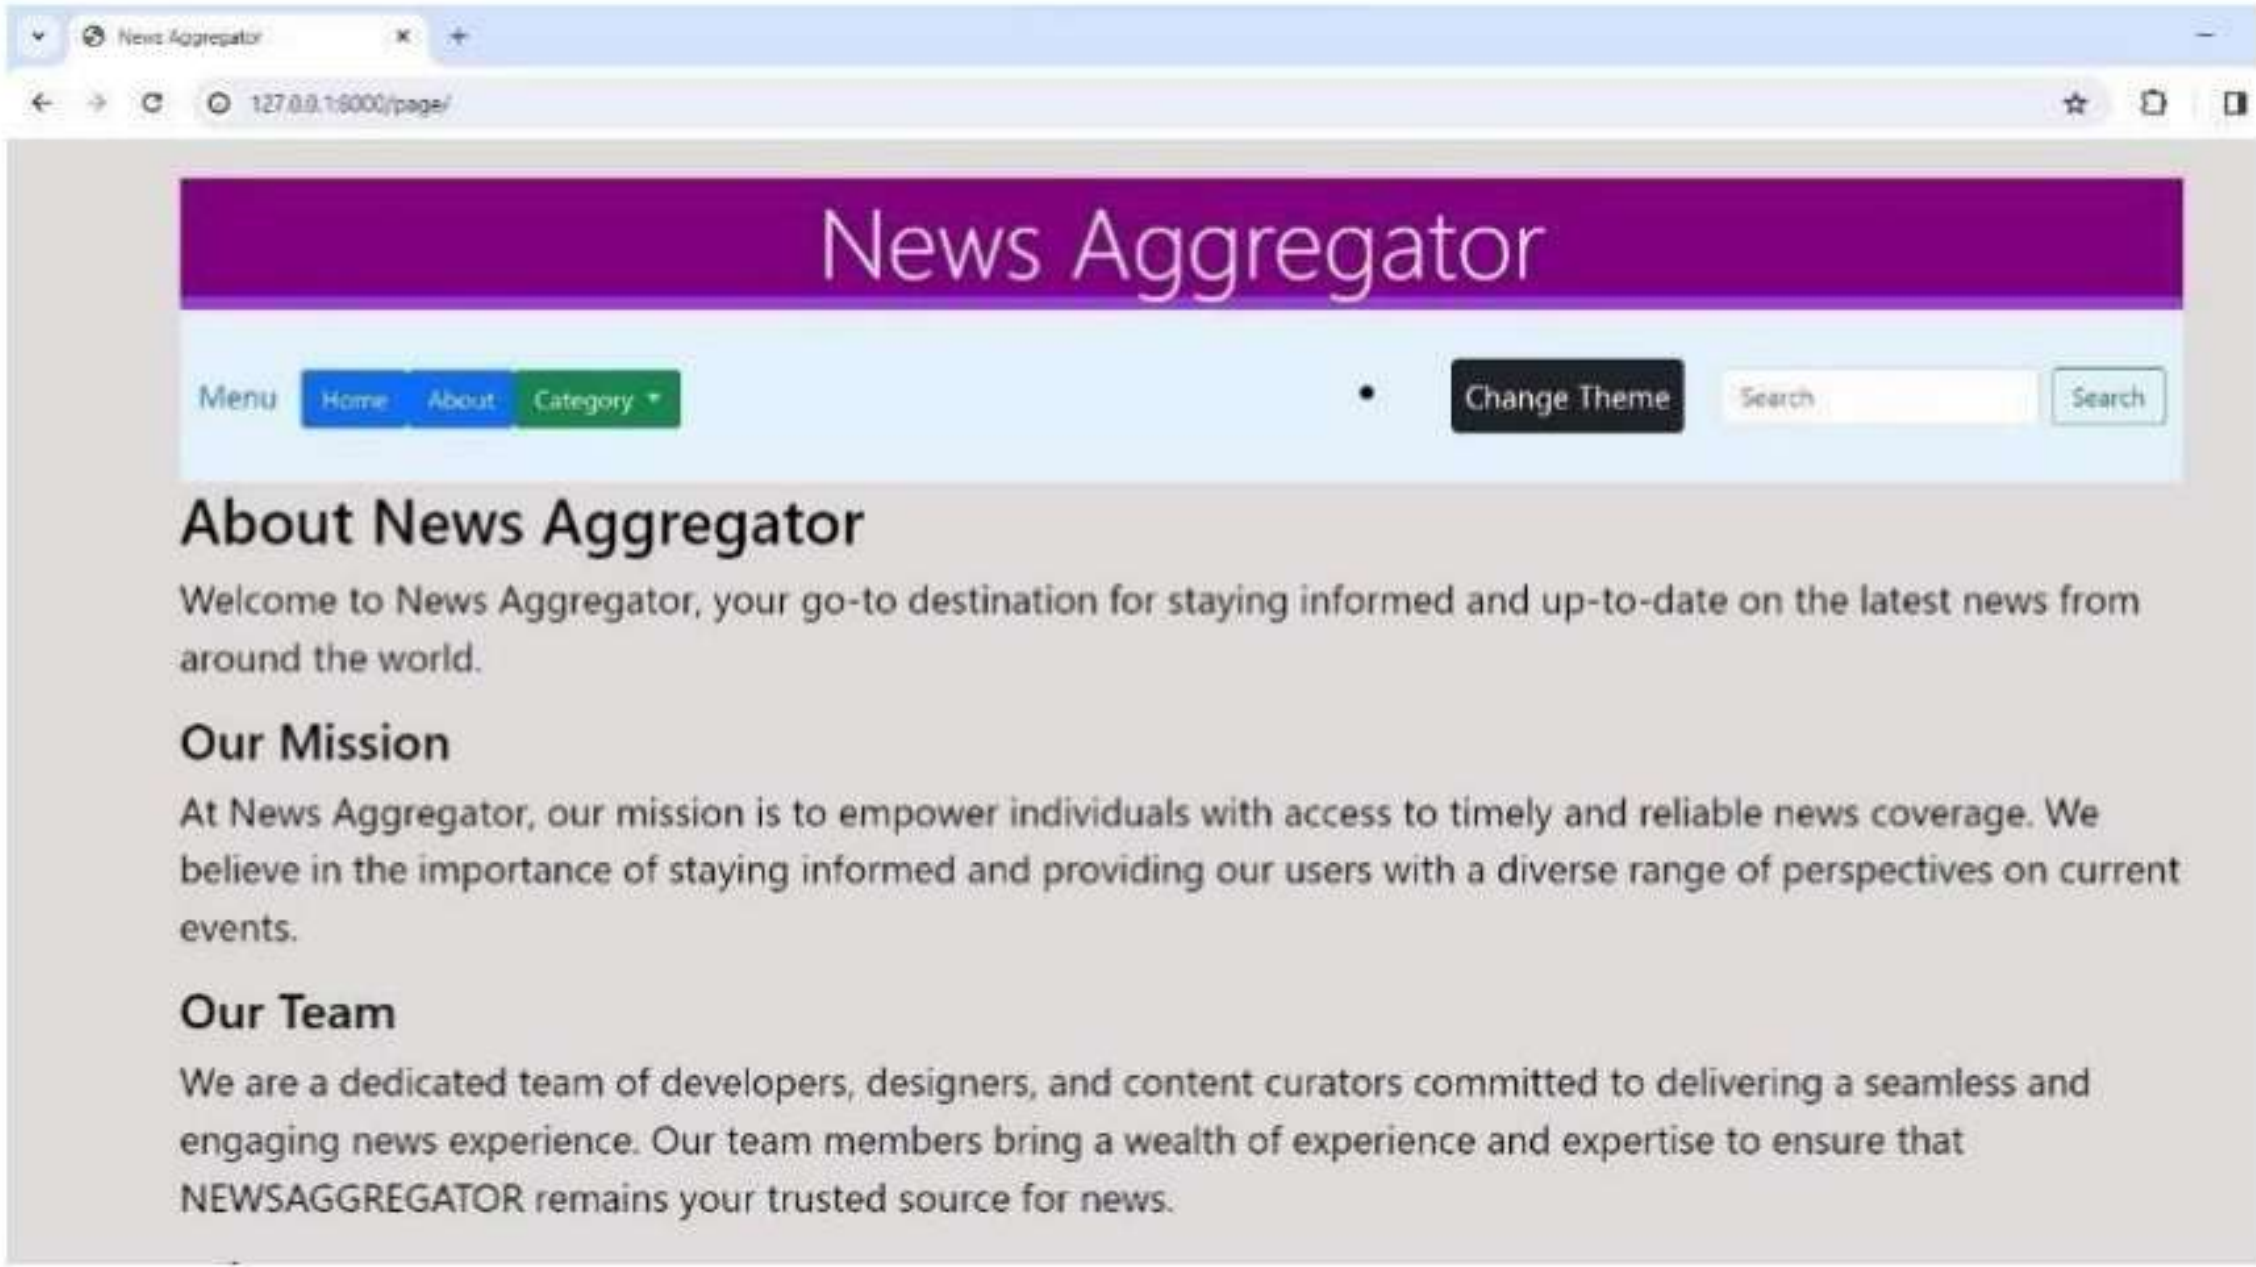 News Aggregator
127.0.0.1:8000/page/
News Aggregator
Menu Home About Category Change Theme Search Search
About News Aggregator
Welcome to News Aggregator, your go-to destination for staying informed and up-to-date on the latest news from
around the world.
Our Mission
At News Aggregator, our mission is to empower individuals with access to timely and reliable news coverage. We
believe in the importance of staying informed and providing our users with a diverse range of perspectives on current
events.
Our Team
We are a dedicated team of developers, designers, and content curators committed to delivering a seamless and
engaging news experience. Our team members bring a wealth of experience and expertise to ensure that
NEWSAGGREGATOR remains your trusted source for news.